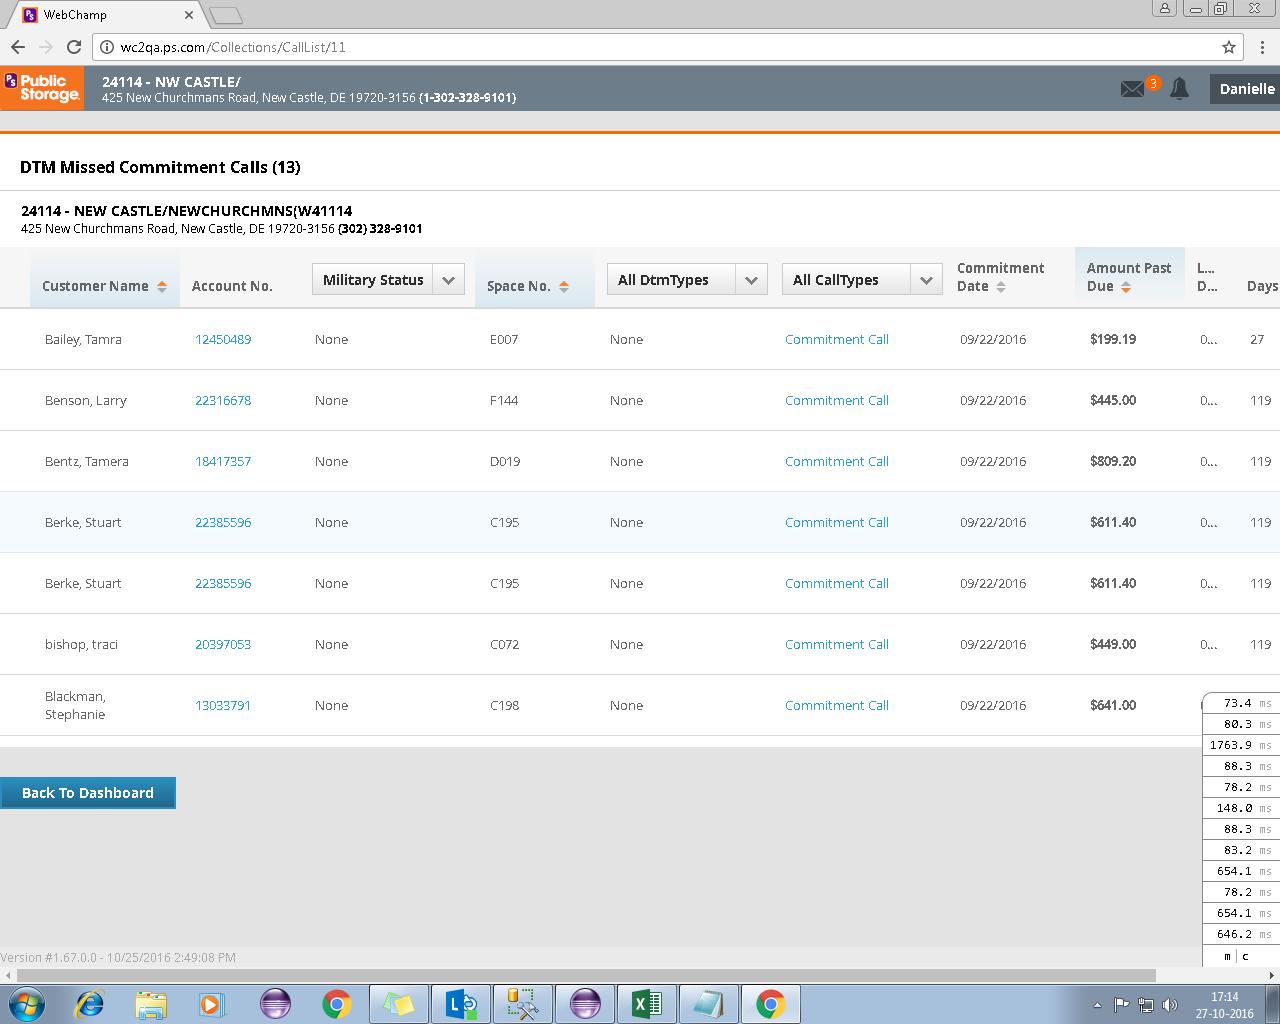 WebChamp
wc2qa.ps.com/Collections/CallList/11
PS Public Storage.
24114 - NW CASTLE/
425 New Churchmans Road, New Castle, DE 19720-3156 (1-302-328-9101)
3
Danielle
DTM Missed Commitment Calls (13)
24114 - NEW CASTLE/NEWCHURCHMNS(W41114
425 New Churchmans Road, New Castle, DE 19720-3156 (302) 328-9101
Customer Name Account No. Military Status Space No. All DtmTypes All CallTypes Commitment Date Amount Past Due L... D... Days
Bailey, Tamra 12450489 None E007 None Commitment Call 09/22/2016 $199.19 0... 27
Benson, Larry 22316678 None F144 None Commitment Call 09/22/2016 $445.00 0... 119
Bentz, Tamera 18417357 None D019 None Commitment Call 09/22/2016 $809.20 0... 119
Berke, Stuart 22385596 None C195 None Commitment Call 09/22/2016 $611.40 0... 119
Berke, Stuart 22385596 None C195 None Commitment Call 09/22/2016 $611.40 0... 119
bishop, traci 20397053 None C072 None Commitment Call 09/22/2016 $449.00 0... 119
Blackman, Stephanie 13033791 None C198 None Commitment Call 09/22/2016 $641.00
73.4 ms
80.3 ms
1763.9 ms
88.3 ms
78.2 ms
148.0 ms
88.3 ms
83.2 ms
654.1 ms
78.2 ms
654.1 ms
646.2 ms
m | c
Back To Dashboard
Version #1.67.0.0 - 10/25/2016 2:49:08 PM
17:14
27-10-2016